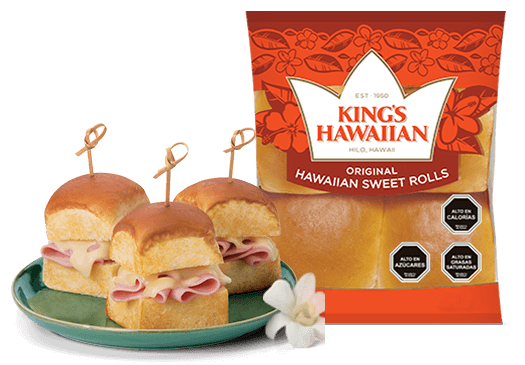 EST · 1950
KING'S
HAWAIIAN
HILO, HAWAII
ORIGINAL
HAWAIIAN SWEET ROLLS
ALTO EN
CALORÍAS
ALTO EN
AZÚCARES
ALTO EN
GRASAS
SATURADAS